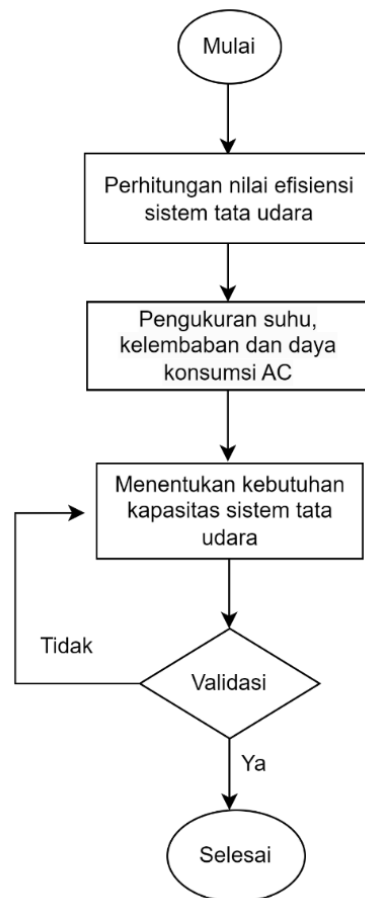 Mulai
Perhitungan nilai efisiensi
sistem tata udara
Pengukuran suhu,
kelembaban dan daya
konsumsi AC
Menentukan kebutuhan
kapasitas sistem tata
udara
Tidak
Validasi
Ya
Selesai